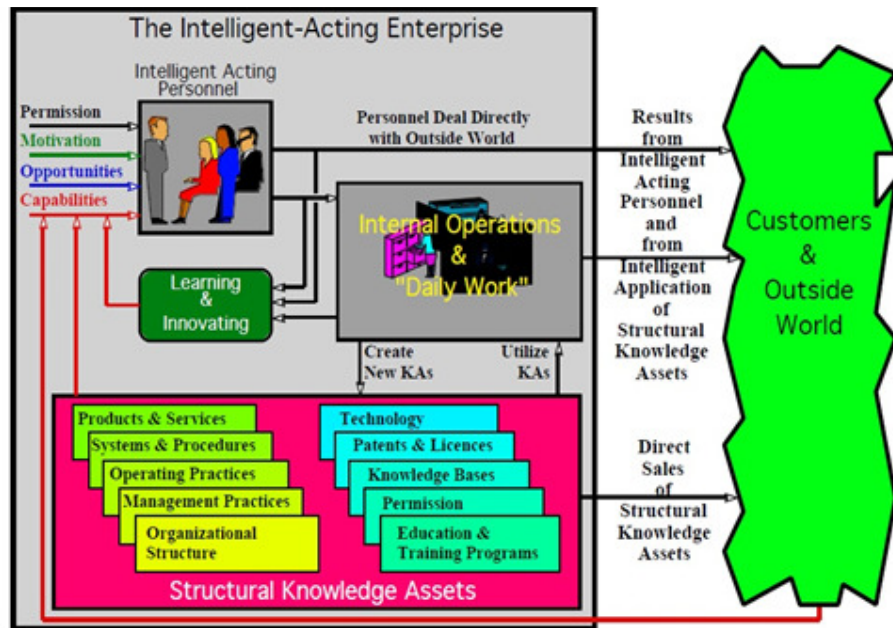 The Intelligent-Acting Enterprise
Intelligent Acting
Personnel
Permission
Motivation
Opportunities
Capabilities
Personnel Deal Directly
with Outside World
Results
from
Intelligent
Acting
Personnel
and
from
Intelligent
Application
of
Structural
Knowledge
Assets
Customers
&
Outside
World
Internal Operations
&
"Daily Work"
Learning
&
Innovating
Create
New KAs
Utilize
KAs
Products & Services
Systems & Procedures
Operating Practices
Management Practices
Organizational
Structure
Technology
Patents & Licences
Knowledge Bases
Permission
Education &
Training Programs
Structural Knowledge Assets
Direct
Sales
of
Structural
Knowledge
Assets